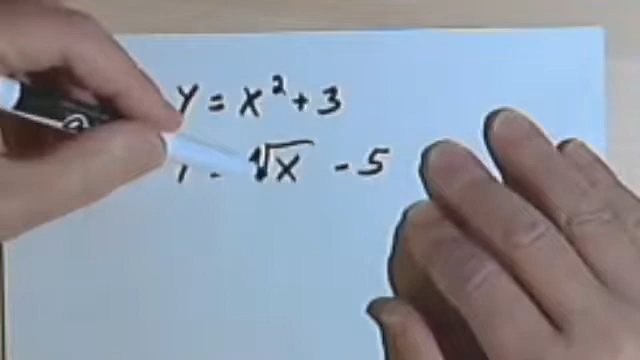 y = x² + 3
y = √x - 5